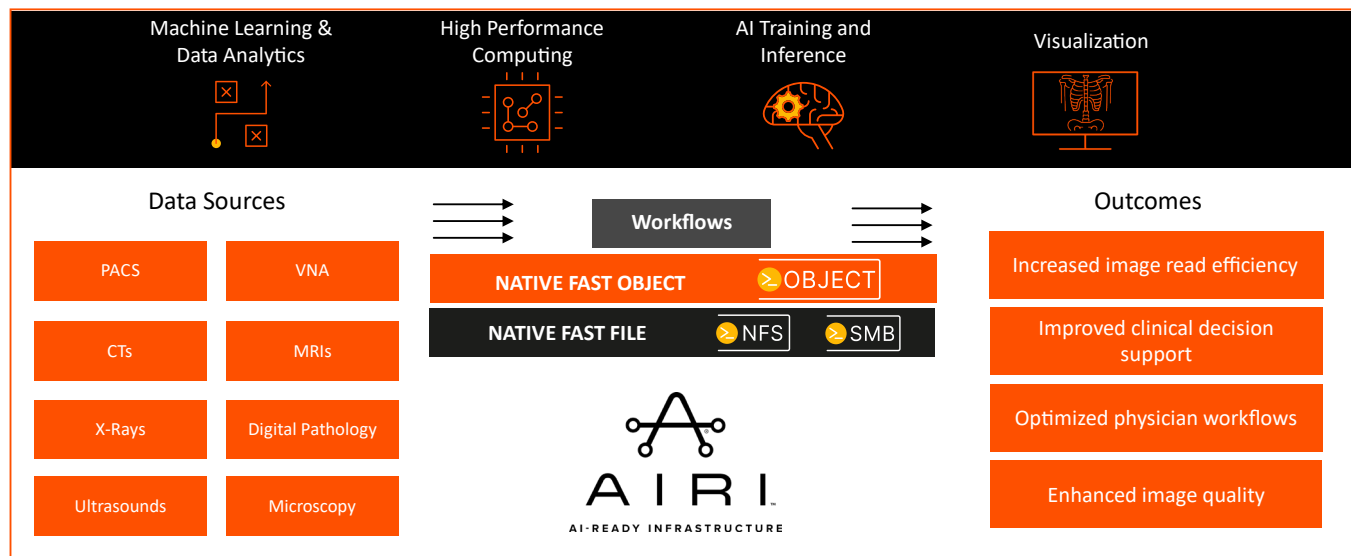 Machine Learning &
Data Analytics
High Performance
Computing
AI Training and
Inference
Visualization
Data Sources
PACS
VNA
CTs
MRIs
X-Rays
Digital Pathology
Ultrasounds
Microscopy
Workflows
NATIVE FAST OBJECT
OBJECT
NATIVE FAST FILE
NFS
SMB
AIRI™
AI-READY INFRASTRUCTURE
Outcomes
Increased image read efficiency
Improved clinical decision
support
Optimized physician workflows
Enhanced image quality